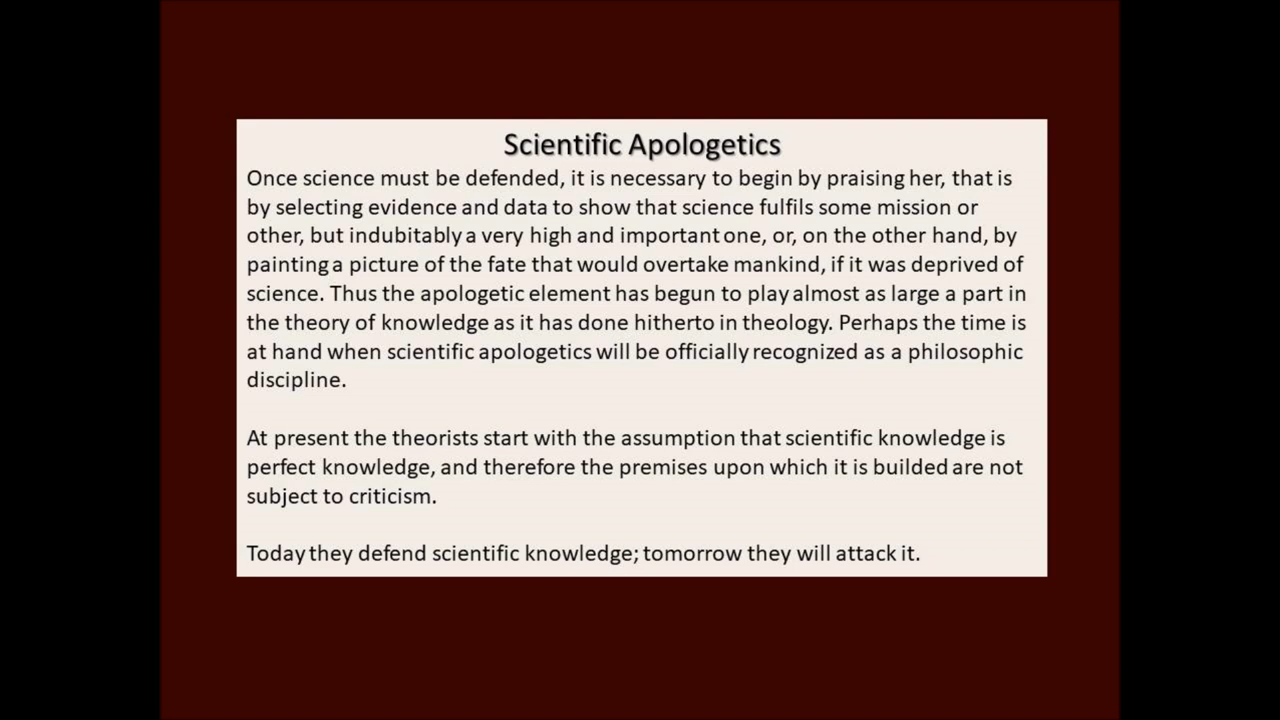 Scientific Apologetics
Once science must be defended, it is necessary to begin by praising her, that is
by selecting evidence and data to show that science fulfils some mission or
other, but indubitably a very high and important one, or, on the other hand, by
painting a picture of the fate that would overtake mankind, if it was deprived of
science. Thus the apologetic element has begun to play almost as large a part in
the theory of knowledge as it has done hitherto in theology. Perhaps the time is
at hand when scientific apologetics will be officially recognized as a philosophic
discipline.
At present the theorists start with the assumption that scientific knowledge is
perfect knowledge, and therefore the premises upon which it is builded are not
subject to criticism.
Today they defend scientific knowledge; tomorrow they will attack it.